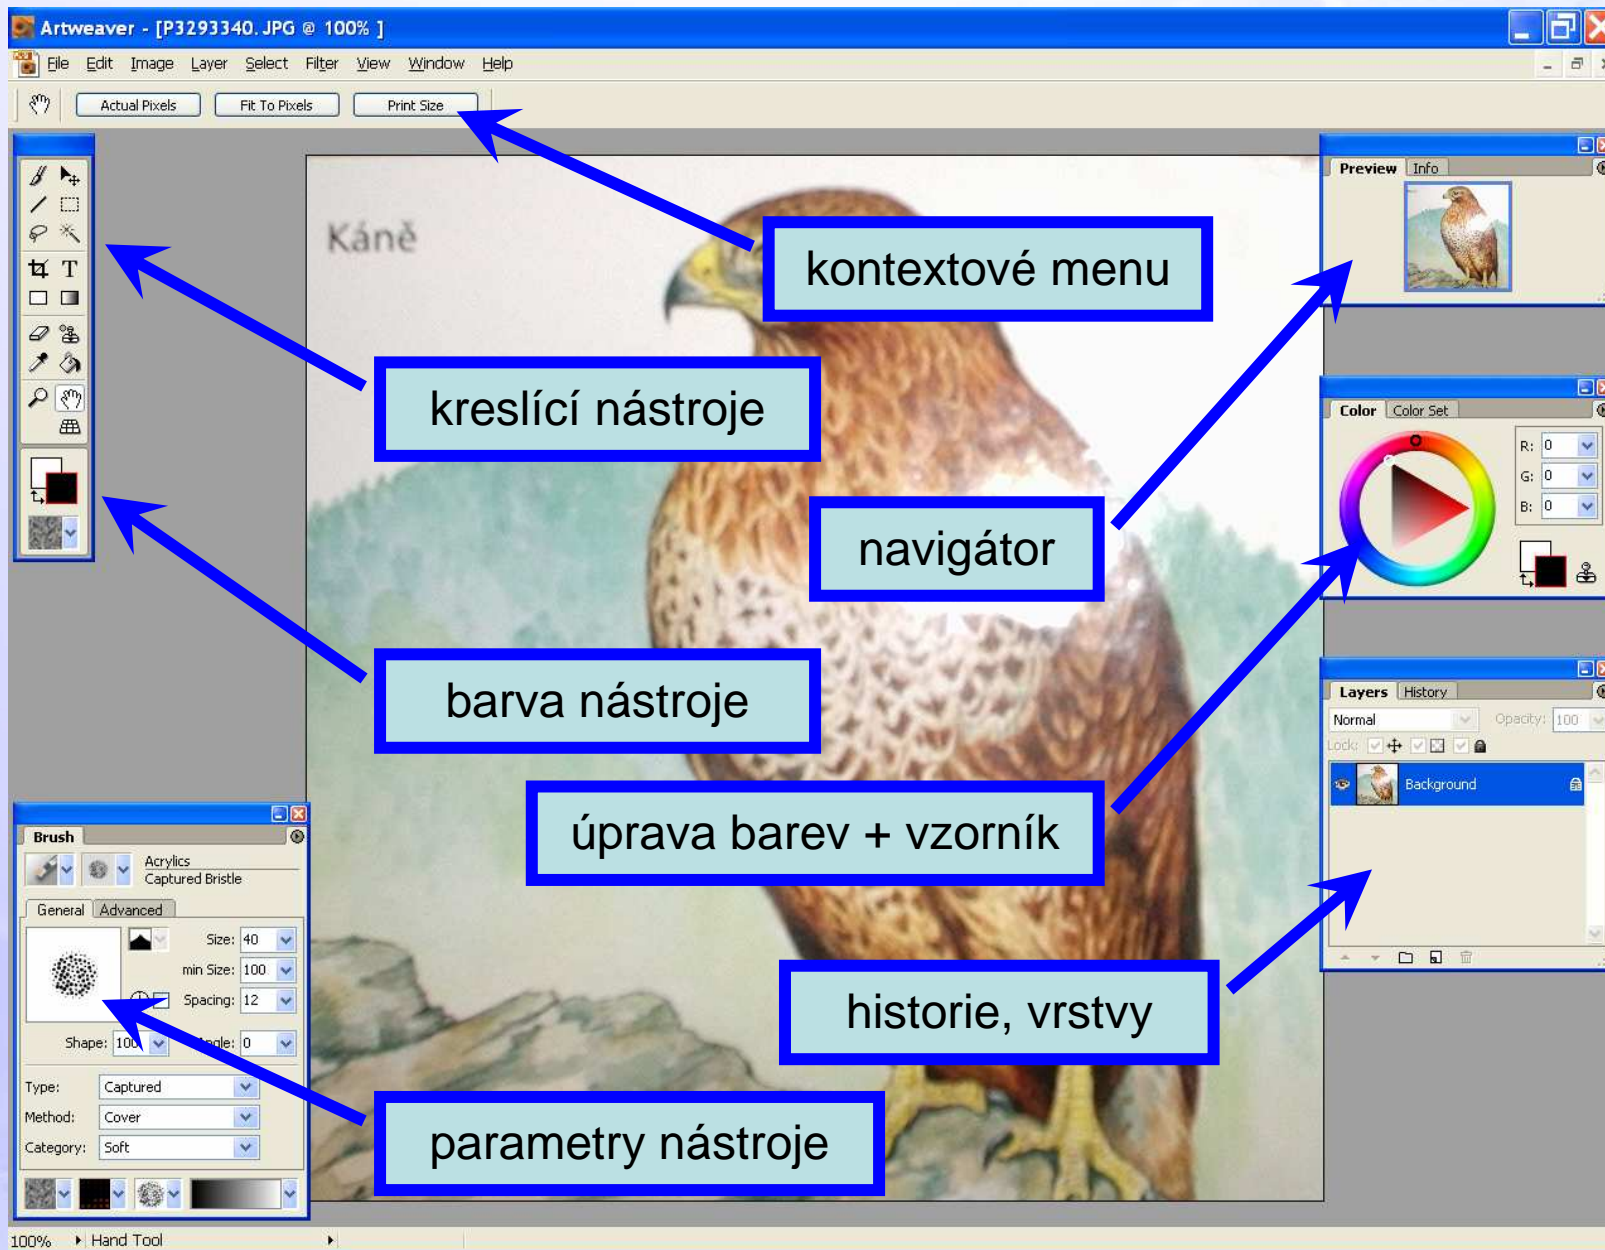 Artweaver - [P3293340.JPG @ 100% ]
File Edit Image Layer Select Filter View Window Help
Actual Pixels Fit To Pixels Print Size
Káně
kontextové menu
kreslící nástroje
navigátor
barva nástroje
úprava barev + vzorník
historie, vrstvy
parametry nástroje
Preview Info
Color Color Set
R: 0
G: 0
B: 0
Layers History
Normal Opacity: 100
Lock:
Background
Brush
Acrylics
Captured Bristle
General Advanced
Size: 40
min Size: 100
Spacing: 12
Shape: 100 Angle: 0
Type: Captured
Method: Cover
Category: Soft
100% Hand Tool